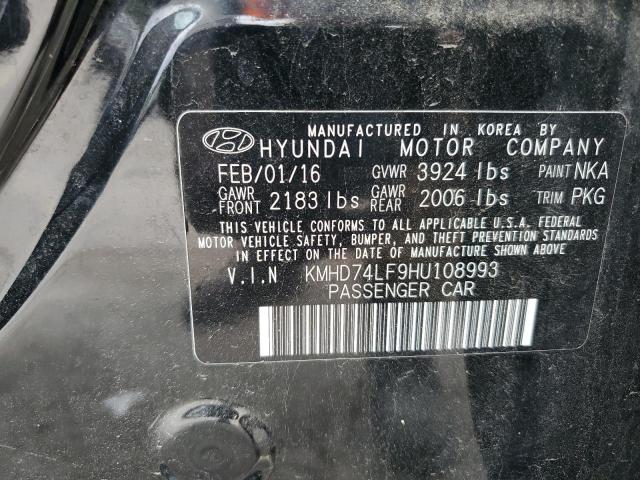 MANUFACTURED IN KOREA BY
HYUNDAI MOTOR COMPANY
FEB/01/16 GVWR 3924 lbs PAINT NKA
GAWR FRONT 2183 lbs GAWR REAR 2006 lbs TRIM PKG
THIS VEHICLE CONFORMS TO ALL APPLICABLE U.S.A. FEDERAL
MOTOR VEHICLE SAFETY, BUMPER, AND THEFT PREVENTION STANDARDS
IN EFFECT ON THE DATE OF MANUFACTURE SHOWN ABOVE
V.I.N KMHD74LF9HU108993
PASSENGER CAR